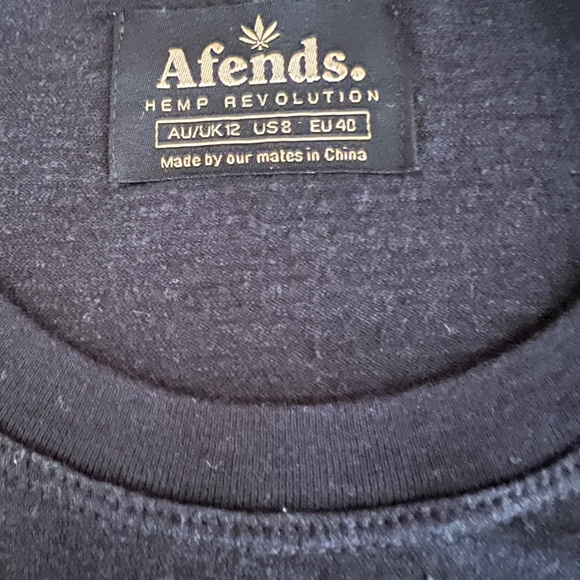 Afends.
HEMP REVOLUTION
AU/UK12 US8 EU40
Made by our mates in China